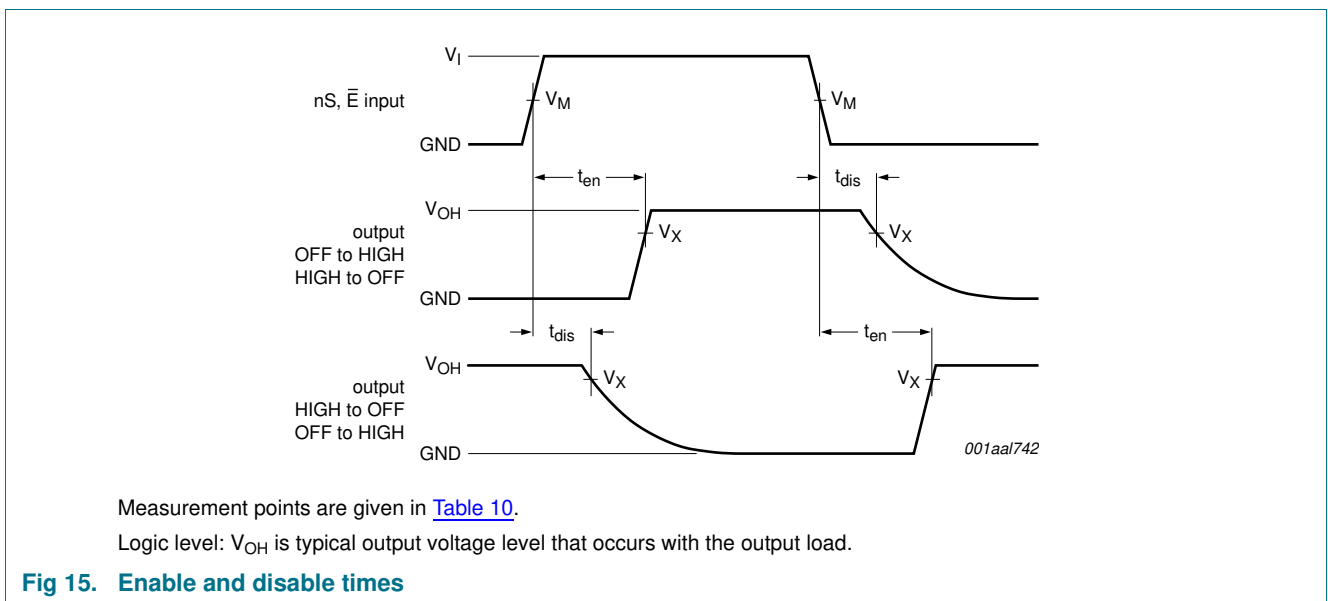 V_I
nS, E̅ input
V_M
V_M
GND
t_en
t_dis
V_OH
output
OFF to HIGH
HIGH to OFF
V_X
V_X
GND
t_dis
t_en
V_OH
output
HIGH to OFF
OFF to HIGH
V_X
V_X
GND
001aal742
Measurement points are given in Table 10.
Logic level: V_OH is typical output voltage level that occurs with the output load.
Fig 15. Enable and disable times